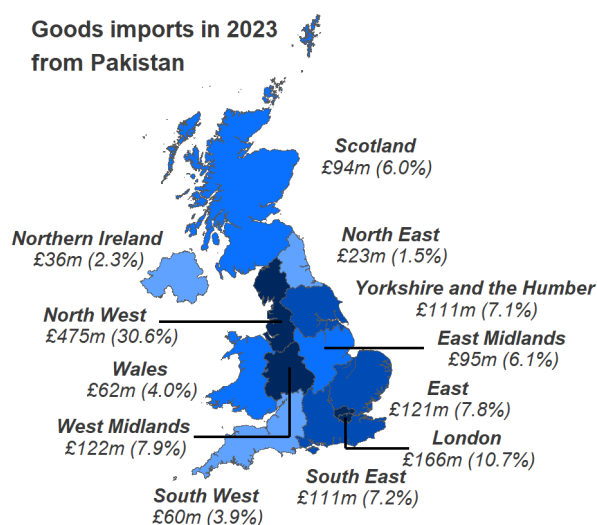 Goods imports in 2023
from Pakistan
Scotland
£94m (6.0%)
Northern Ireland
£36m (2.3%)
North East
£23m (1.5%)
Yorkshire and the Humber
£111m (7.1%)
North West
£475m (30.6%)
East Midlands
£95m (6.1%)
Wales
£62m (4.0%)
East
£121m (7.8%)
West Midlands
£122m (7.9%)
London
£166m (10.7%)
South East
£111m (7.2%)
South West
£60m (3.9%)